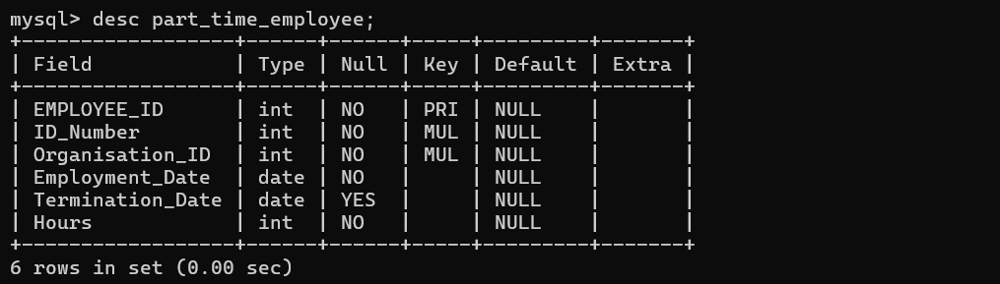 mysql> desc part_time_employee;
+------------------+------+------+-----+---------+-------+
| Field            | Type | Null | Key | Default | Extra |
+------------------+------+------+-----+---------+-------+
| EMPLOYEE_ID      | int  | NO   | PRI | NULL    |       |
| ID_Number        | int  | NO   | MUL | NULL    |       |
| Organisation_ID  | int  | NO   | MUL | NULL    |       |
| Employment_Date  | date | NO   |     | NULL    |       |
| Termination_Date | date | YES  |     | NULL    |       |
| Hours            | int  | NO   |     | NULL    |       |
+------------------+------+------+-----+---------+-------+
6 rows in set (0.00 sec)